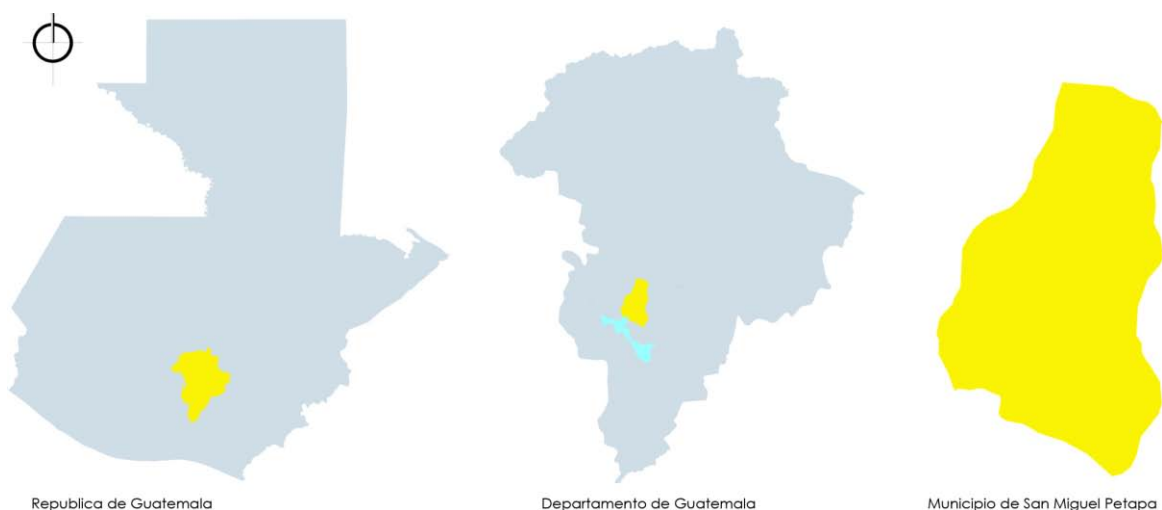 Republica de Guatemala
Departamento de Guatemala
Municipio de San Miguel Petapa